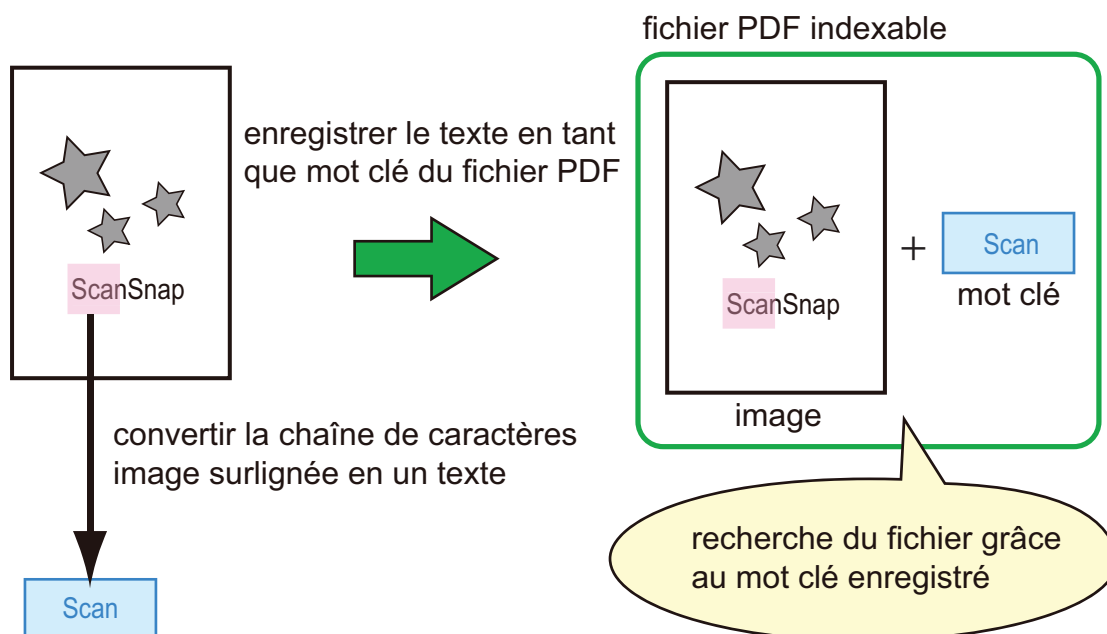 fichier PDF indexable
enregistrer le texte en tant
que mot clé du fichier PDF
ScanSnap
convertir la chaîne de caractères
image surlignée en un texte
Scan
ScanSnap
image
+
Scan
mot clé
recherche du fichier grâce
au mot clé enregistré